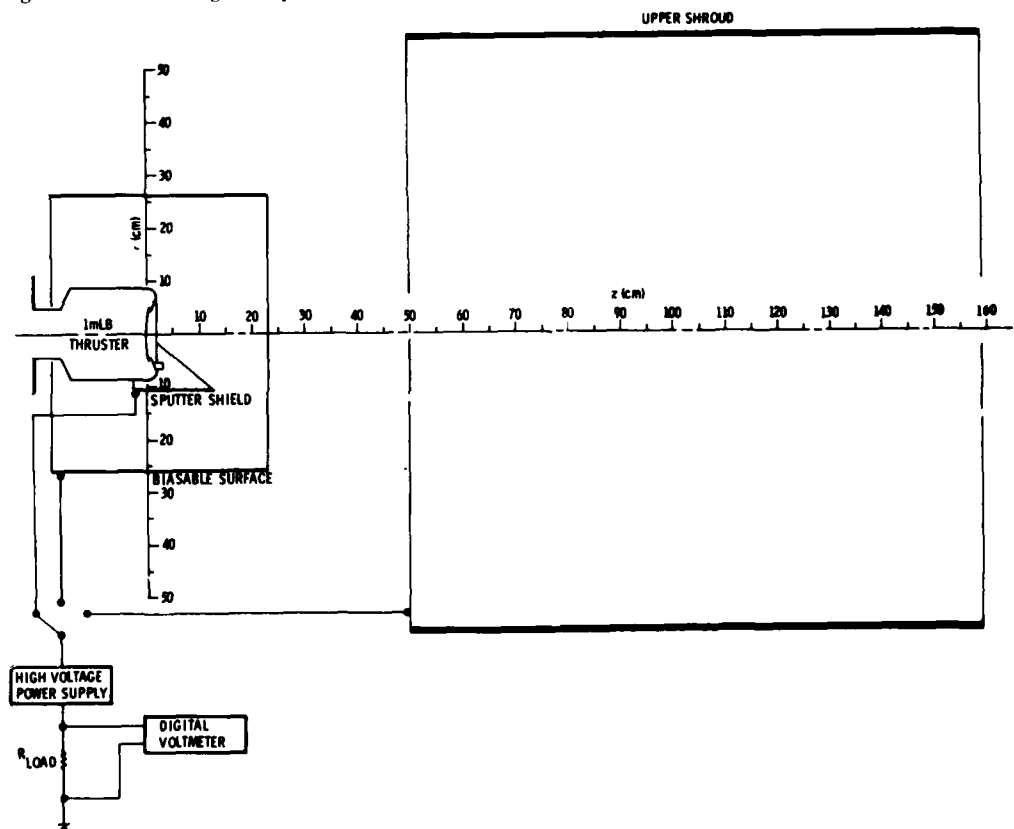 UPPER SHROUD
50
40
30
20
r (cm)
10
z (cm)
10 20 30 40 50 60 70 80 90 100 110 120 130 140 150 160
1mLB
THRUSTER
10
SPUTTER SHIELD
20
BIASABLE SURFACE
30
40
50
HIGH VOLTAGE
POWER SUPPLY
DIGITAL
VOLTMETER
RLOAD